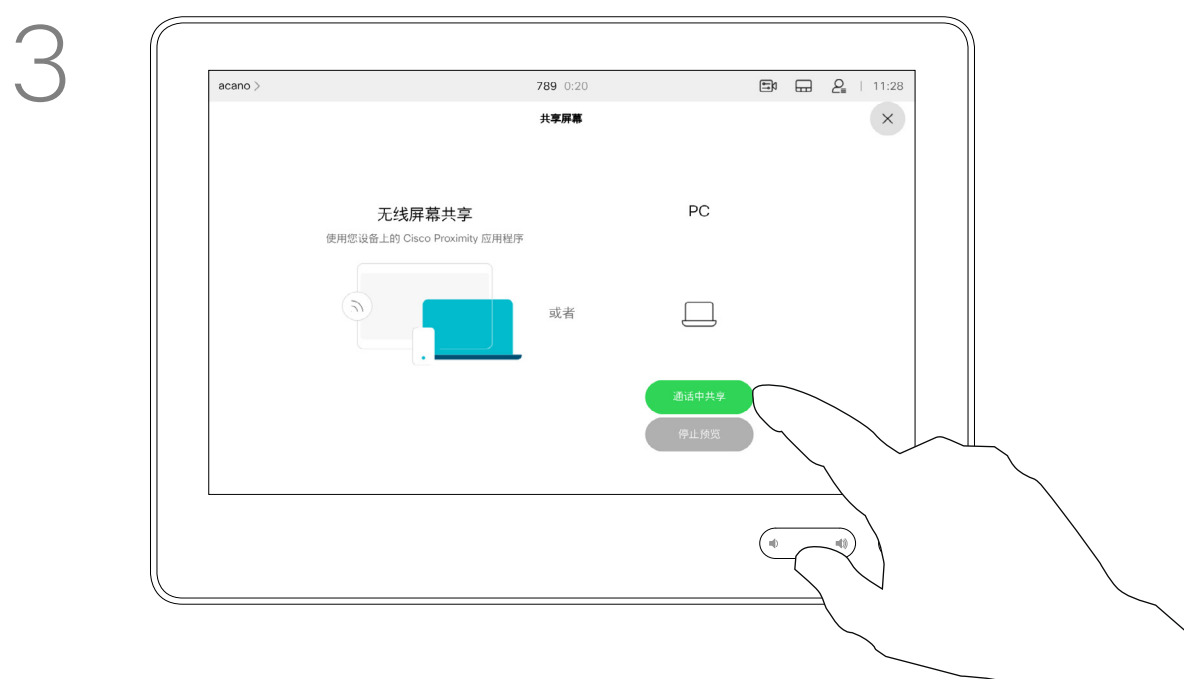 3
acano >
789 0:20
11:28
共享屏幕
无线屏幕共享
使用您设备上的 Cisco Proximity 应用程序
或者
PC
通话中共享
停止预览